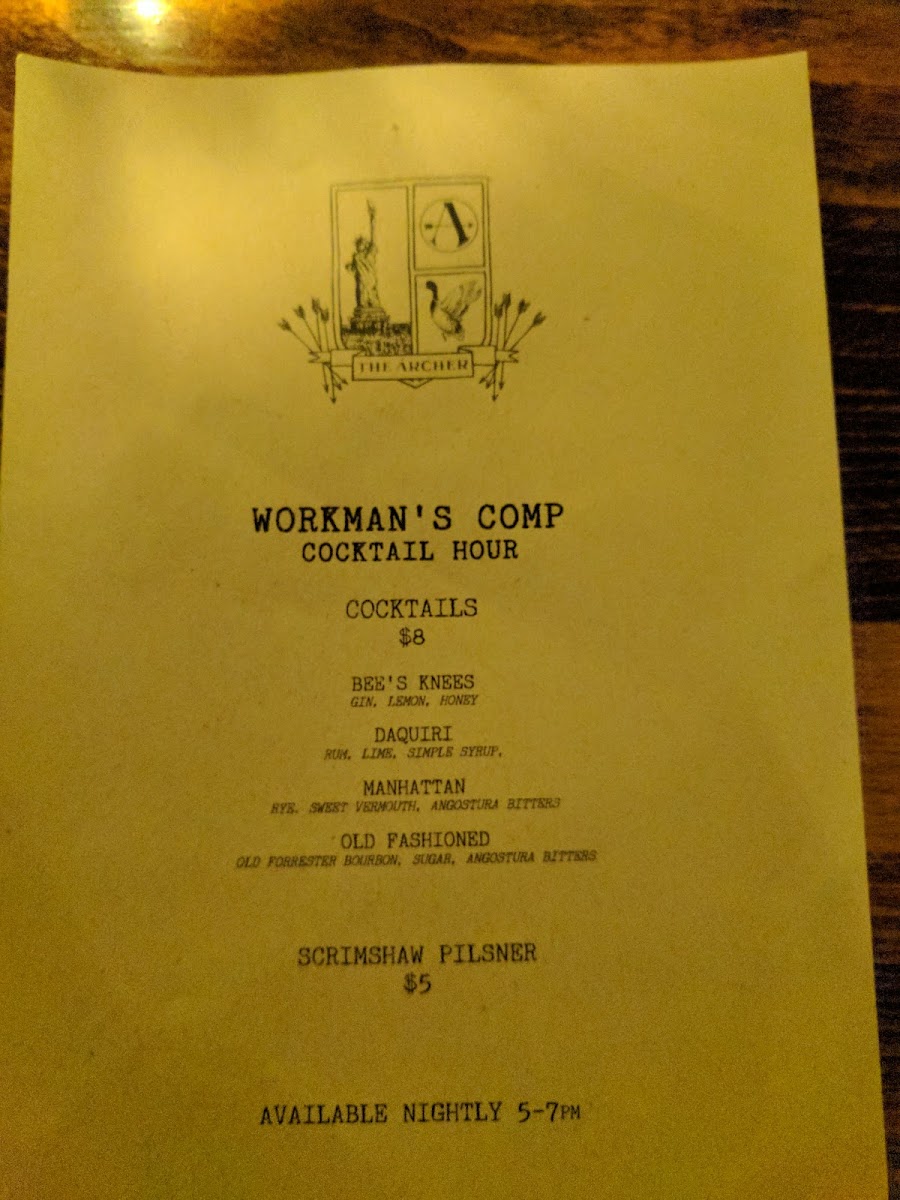 A
THE ARCHER
WORKMAN'S COMP
COCKTAIL HOUR
COCKTAILS
$8
BEE'S KNEES
GIN, LEMON, HONEY
DAQUIRI
RUM, LIME, SIMPLE SYRUP,
MANHATTAN
RYE, SWEET VERMOUTH, ANGOSTURA BITTERS
OLD FASHIONED
OLD FORRESTER BOURBON, SUGAR, ANGOSTURA BITTERS
SCRIMSHAW PILSNER
$5
AVAILABLE NIGHTLY 5-7PM